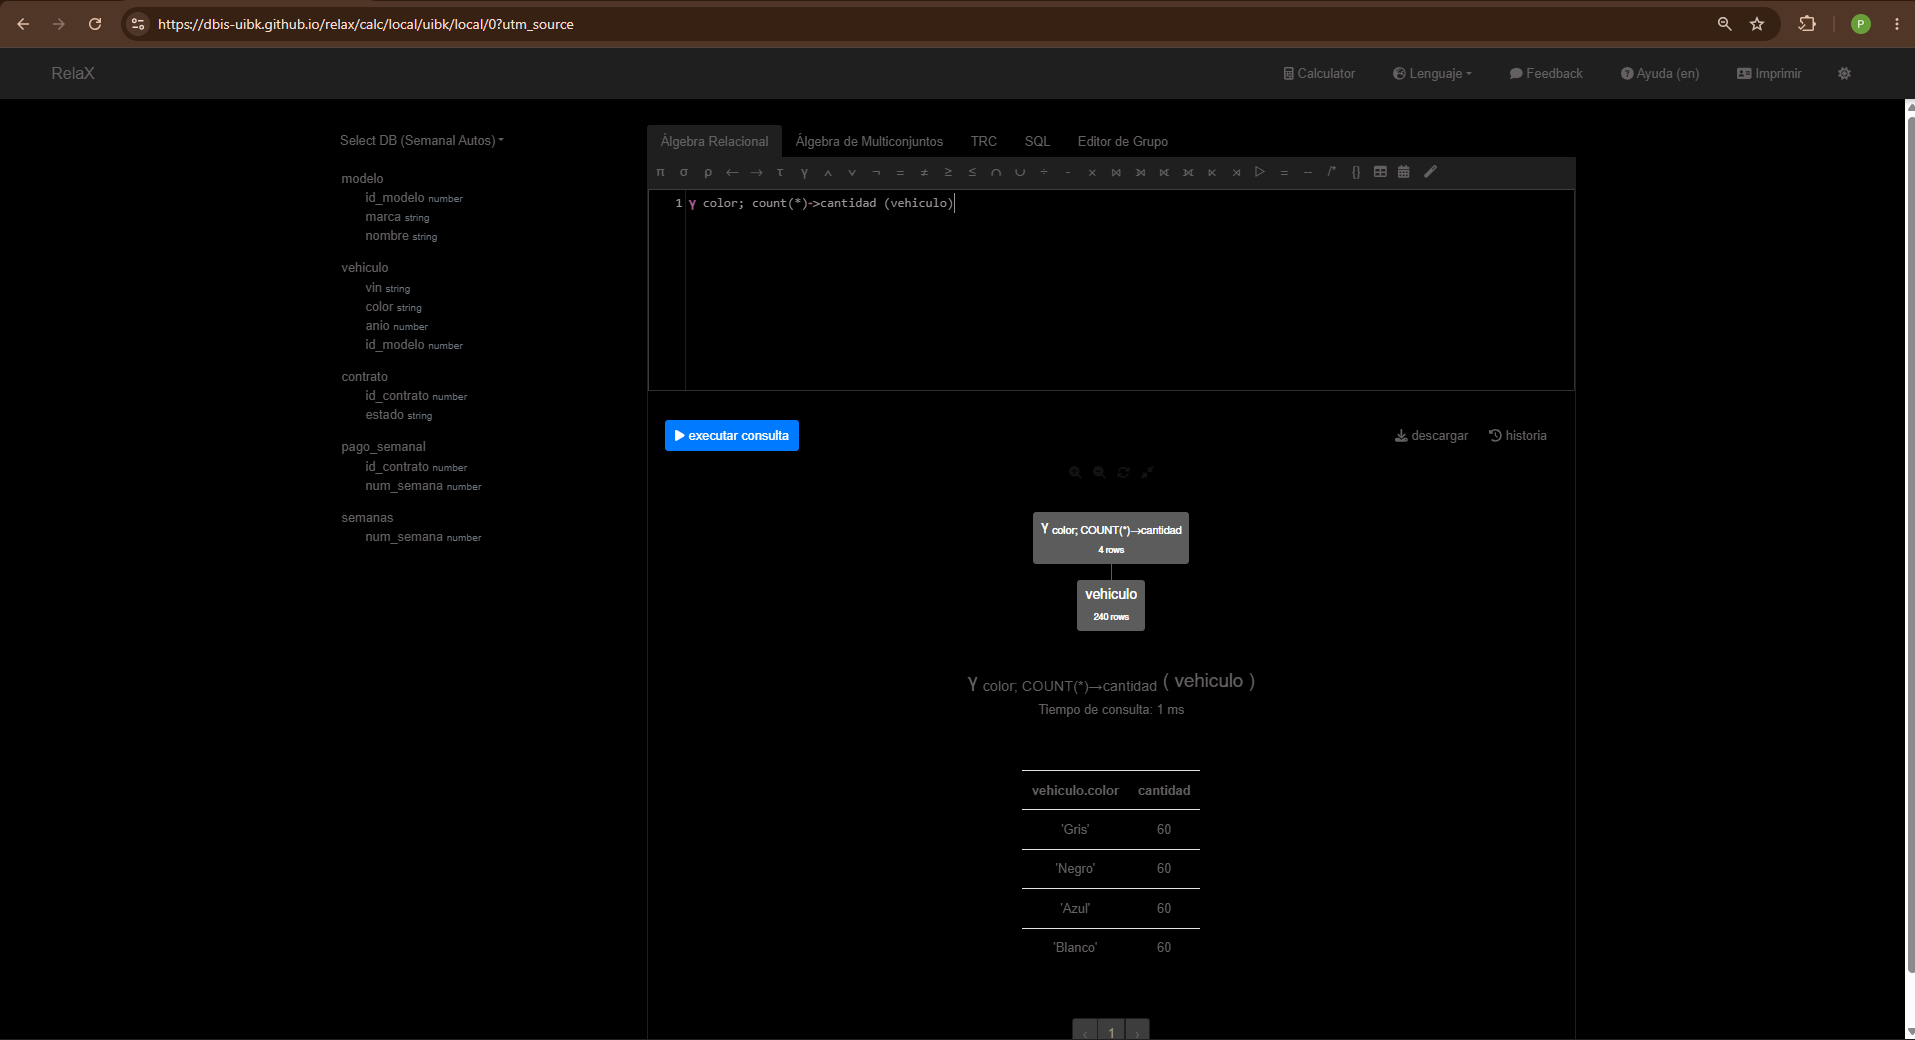 https://dbis-uibk.github.io/relax/calc/local/uibk/local/0?utm_source
P
RelaX
Calculator
Lenguaje
Feedback
Ayuda (en)
Imprimir
Select DB (Semanal Autos)
modelo
id_modelo number
marca string
nombre string
vehiculo
vin string
color string
anio number
id_modelo number
contrato
id_contrato number
estado string
pago_semanal
id_contrato number
num_semana number
semanas
num_semana number
Álgebra Relacional
Álgebra de Multiconjuntos
TRC
SQL
Editor de Grupo
π σ ρ ← → τ γ ∧ ∨ ¬ = ≠ ≥ ≤ ∩ ∪ ÷ - × ⋈ ⟕ ⟖ ⟗ ⋉ ⋊ ▷ = -- /* {}
1 γ color; count(*)->cantidad (vehiculo)
executar consulta
descargar
historia
γ color; COUNT(*)→cantidad
4 rows
vehiculo
240 rows
γ color; COUNT(*)→cantidad ( vehiculo )
Tiempo de consulta: 1 ms
vehiculo.color cantidad
'Gris' 60
'Negro' 60
'Azul' 60
'Blanco' 60
‹ 1 ›